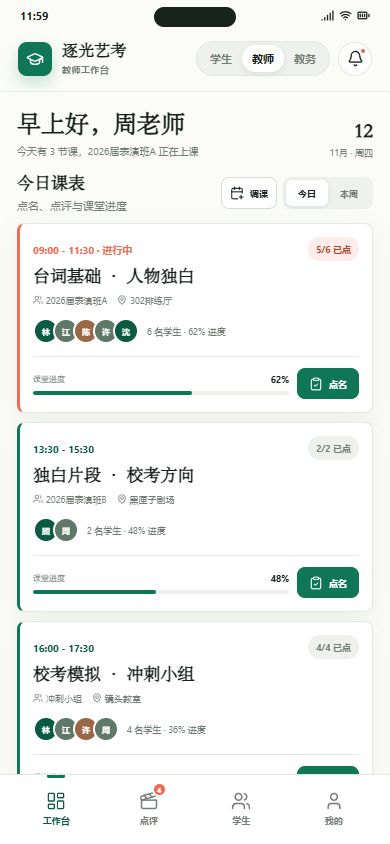 11:59
逐光艺考
教师工作台
学生 教师 教务
早上好，周老师
今天有 3 节课，2026届表演班A 正在上课
12
11月 · 周四
今日课表
点名、点评与课堂进度
调课 今日 本周
09:00 - 11:30 · 进行中
5/6 已点
台词基础 · 人物独白
2026届表演班A 302排练厅
林 江 陈 许 沈 6 名学生 · 62% 进度
课堂进度 62% 点名
13:30 - 15:30
2/2 已点
独白片段 · 校考方向
2026届表演班B 黑匣子剧场
周 2 名学生 · 48% 进度
课堂进度 48% 点名
16:00 - 17:30
4/4 已点
校考模拟 · 冲刺小组
冲刺小组 镜头教室
林 江 许 周 4 名学生 · 36% 进度
4
工作台 点评 学生 我的